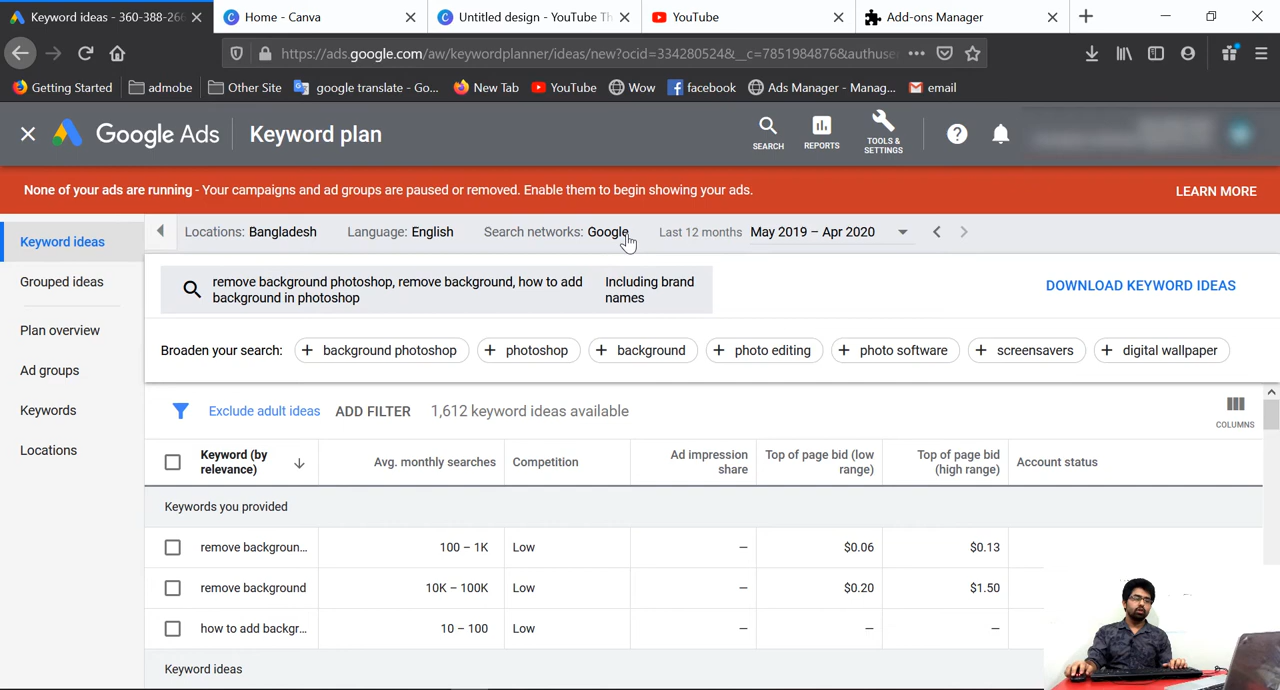 Keyword ideas - 360-388-266
Home - Canva
Untitled design - YouTube Th
YouTube
Add-ons Manager
https://ads.google.com/aw/keywordplanner/ideas/new?ocid=334280524&__c=7851984876&authuse
Getting Started
admobe
Other Site
google translate - Go...
New Tab
YouTube
Wow
facebook
Ads Manager - Manag...
email
Google Ads
Keyword plan
SEARCH
REPORTS
TOOLS &
SETTINGS
None of your ads are running - Your campaigns and ad groups are paused or removed. Enable them to begin showing your ads.
LEARN MORE
Keyword ideas
Grouped ideas
Plan overview
Ad groups
Keywords
Locations
Locations: Bangladesh
Language: English
Search networks: Google
Last 12 months
May 2019 – Apr 2020
remove background photoshop, remove background, how to add
background in photoshop
Including brand
names
DOWNLOAD KEYWORD IDEAS
Broaden your search:
background photoshop
photoshop
background
photo editing
photo software
screensavers
digital wallpaper
Exclude adult ideas
ADD FILTER
1,612 keyword ideas available
COLUMNS
Keyword (by
relevance)
Avg. monthly searches
Competition
Ad impression
share
Top of page bid (low
range)
Top of page bid
(high range)
Account status
Keywords you provided
remove backgroun... 100 – 1K Low – $0.06 $0.13
remove background 10K – 100K Low – $0.20 $1.50
how to add backgr... 10 – 100 Low – – –
Keyword ideas